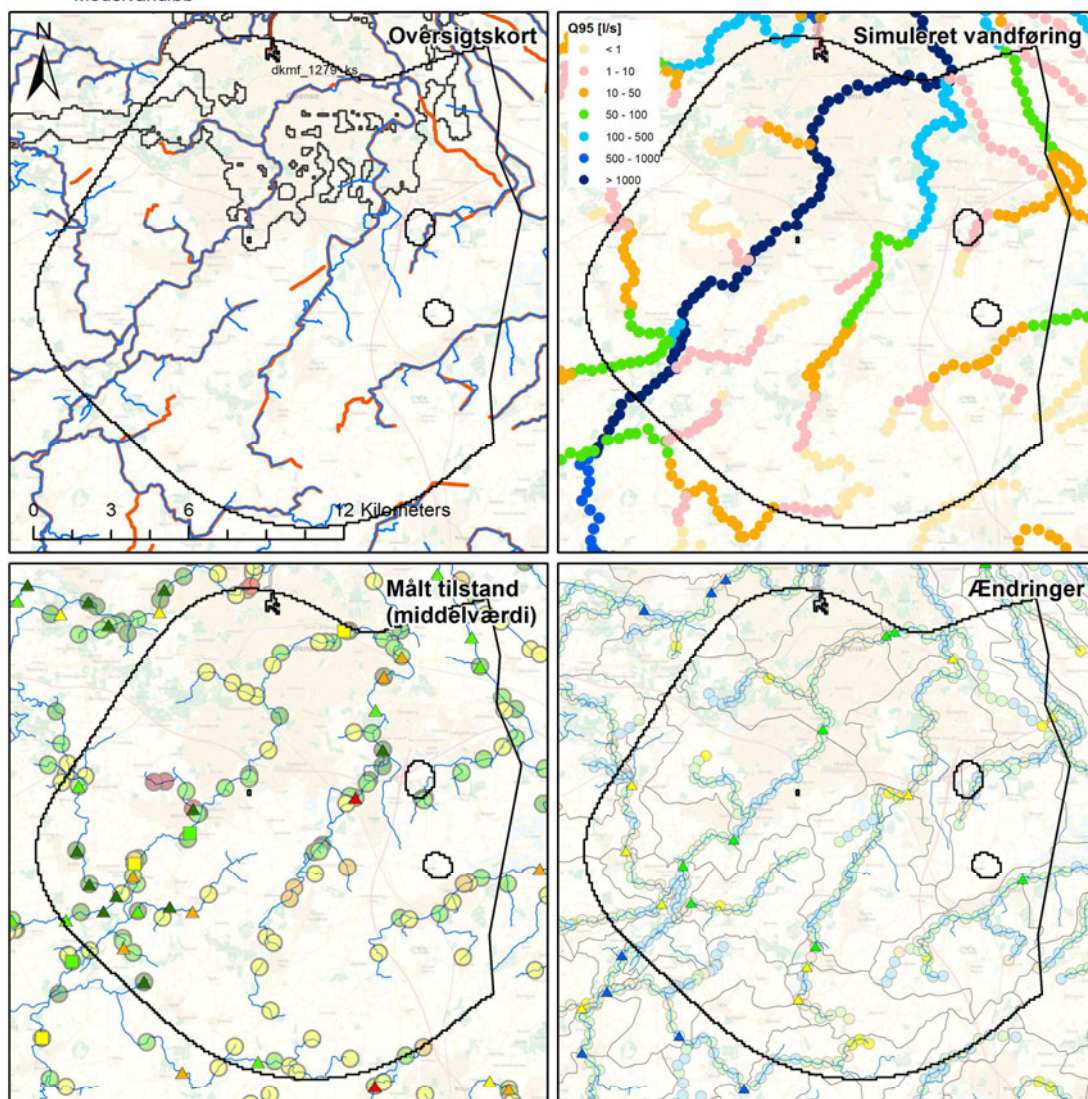 Oversigtskort
N
dkmf_1279_ks
0 3 6 12 Kilometers
Simuleret vandføring
Q95 [l/s]
< 1
1 - 10
10 - 50
50 - 100
100 - 500
500 - 1000
> 1000
Målt tilstand
(middelværdi)
Ændringer